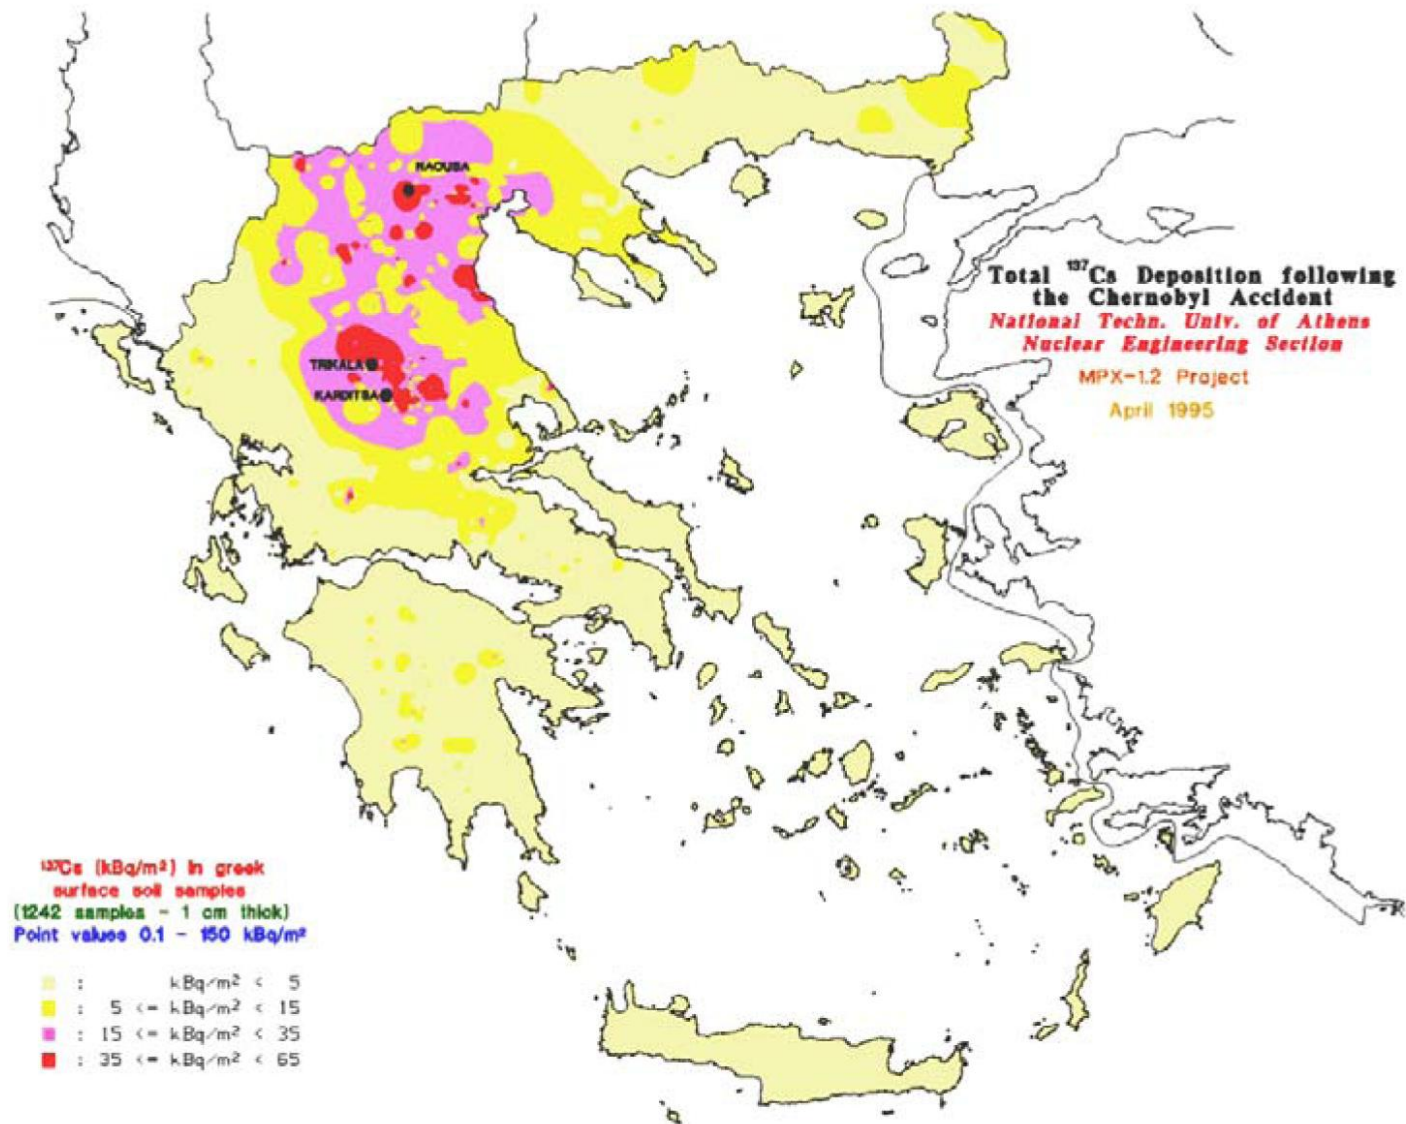 NAOUSA
Total ¹³⁷Cs Deposition following
the Chernobyl Accident
National Techn. Univ. of Athens
Nuclear Engineering Section
MPX-1.2 Project
April 1995
TRIKALA
KARDITSA
¹³⁷Cs (kBq/m²) in greek
surface soil samples
(1242 samples - 1 cm thick)
Point values 0.1 - 150 kBq/m²
: kBq/m² < 5
: 5 <= kBq/m² < 15
: 15 <= kBq/m² < 35
: 35 <= kBq/m² < 65